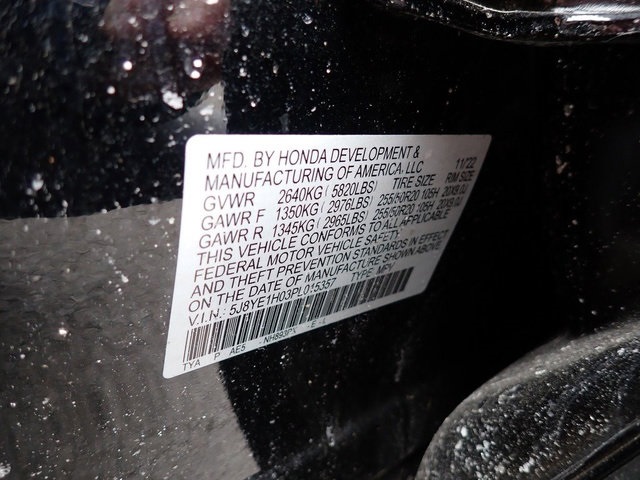 MFD. BY HONDA DEVELOPMENT &
MANUFACTURING OF AMERICA, LLC 11/22
GVWR 2640KG (5820LBS) TIRE SIZE RIM SIZE
GAWR F 1350KG (2976LBS) 255/50R20 105H 20X9.0J
GAWR R 1345KG (2965LBS) 255/50R20 105H 20X9.0J
THIS VEHICLE CONFORMS TO ALL APPLICABLE
FEDERAL MOTOR VEHICLE SAFETY
AND THEFT PREVENTION STANDARDS IN EFFECT
ON THE DATE OF MANUFACTURE SHOWN ABOVE.
V.I.N.: 5J8YE1H03PL015357 TYPE: MPV
TYA P AE5 -E-